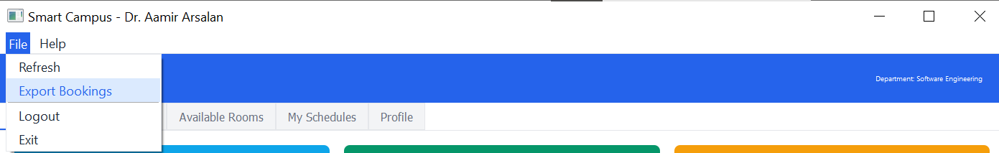 Smart Campus - Dr. Aamir Arsalan
File Help
Refresh
Export Bookings
Logout
Exit
Department: Software Engineering
Available Rooms My Schedules Profile